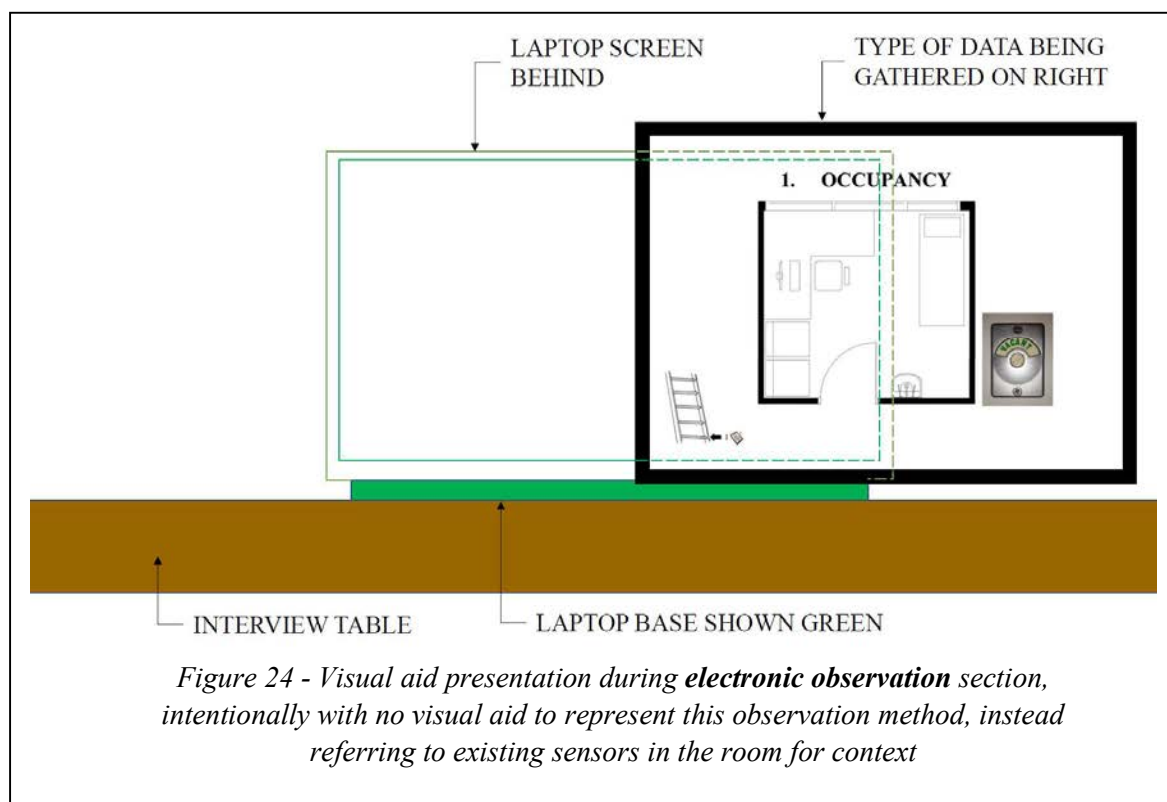 LAPTOP SCREEN
BEHIND
TYPE OF DATA BEING
GATHERED ON RIGHT
1. OCCUPANCY
VACANT
INTERVIEW TABLE
LAPTOP BASE SHOWN GREEN
Figure 24 - Visual aid presentation during electronic observation section,
intentionally with no visual aid to represent this observation method, instead
referring to existing sensors in the room for context